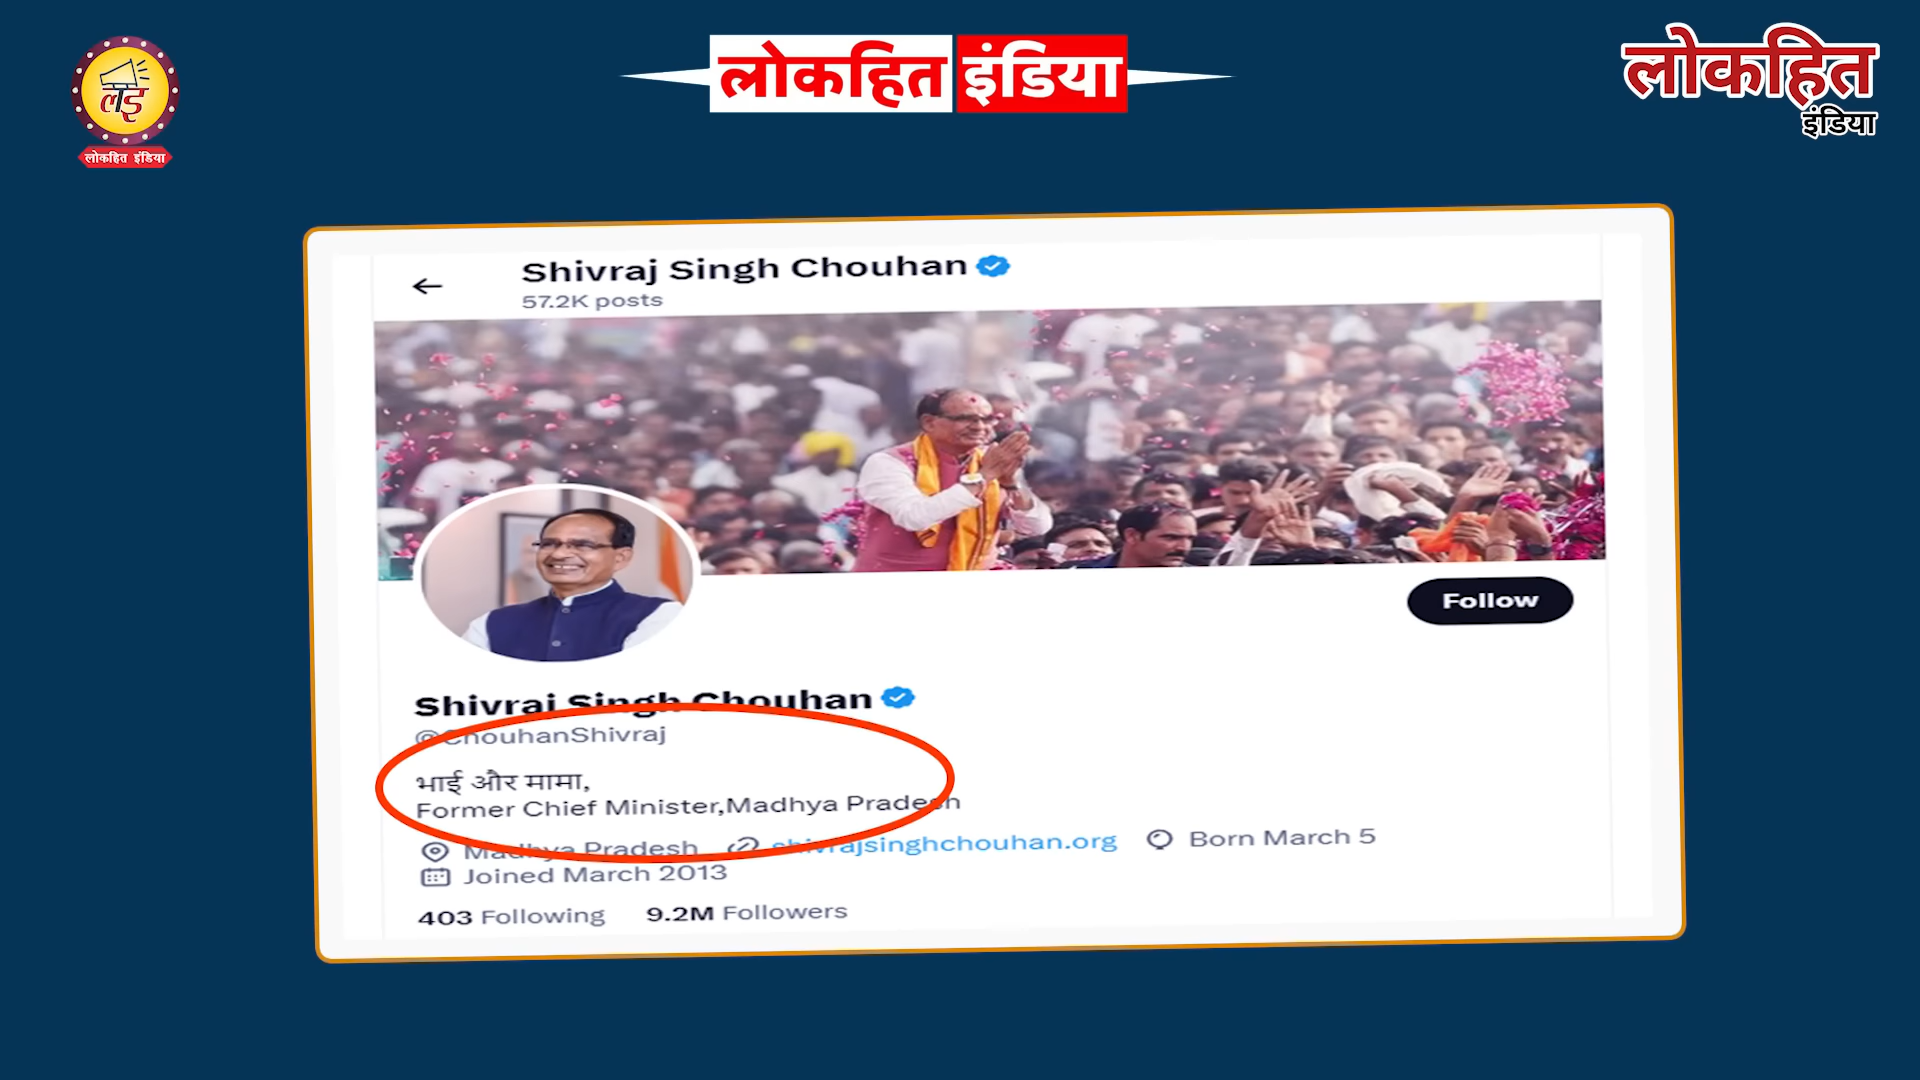 लइ
लोकहित इंडिया
लोकहित इंडिया
लोकहित
इंडिया
Shivraj Singh Chouhan
57.2K posts
Follow
Shivraj Singh Chouhan
@ChouhanShivraj
भाई और मामा,
Former Chief Minister,Madhya Pradesh
Madhya Pradesh shivrajsinghchouhan.org Born March 5
Joined March 2013
403 Following 9.2M Followers